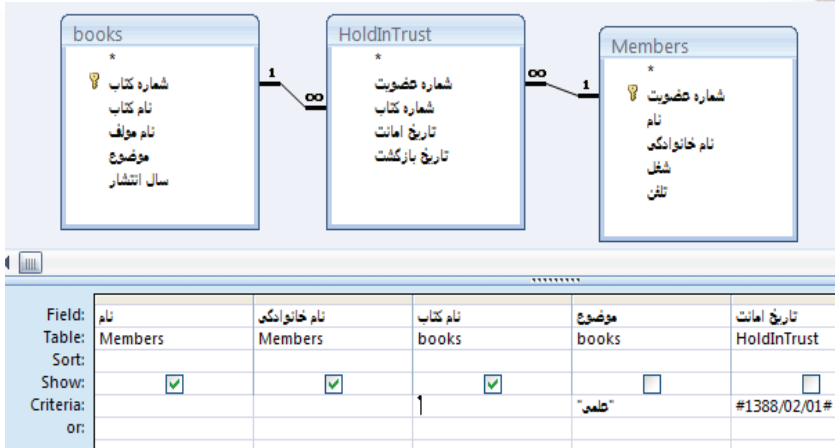 books
*
شماره کتاب
نام کتاب
نام مولف
موضوع
سال انتشار
1
∞
HoldInTrust
*
شماره عضویت
شماره کتاب
تاریخ امانت
تاریخ بازگشت
∞
1
Members
*
شماره عضویت
نام
نام خانوادگی
شغل
تلفن
Field: نام نام خانوادگی نام کتاب موضوع تاریخ امانت
Table: Members Members books books HoldInTrust
Sort:
Show:
Criteria: "علمی" #1388/02/01#
or: